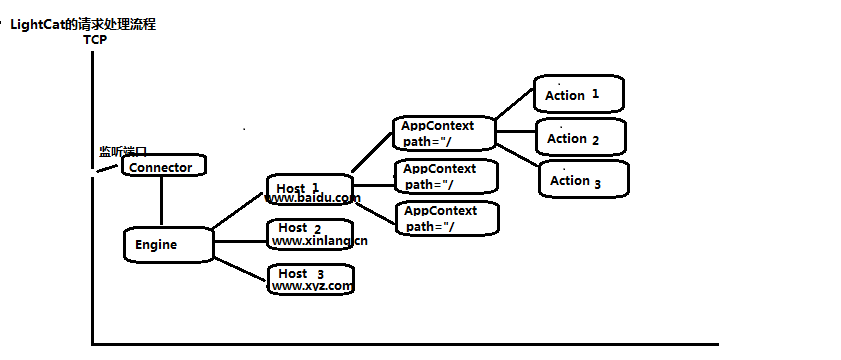 LightCat的请求处理流程
TCP
监听端口
Connector
Engine
Host 1
www.baidu.com
Host 2
www.xinlang.cn
Host 3
www.xyz.com
AppContext
path="/
AppContext
path="/
AppContext
path="/
Action 1
Action 2
Action 3